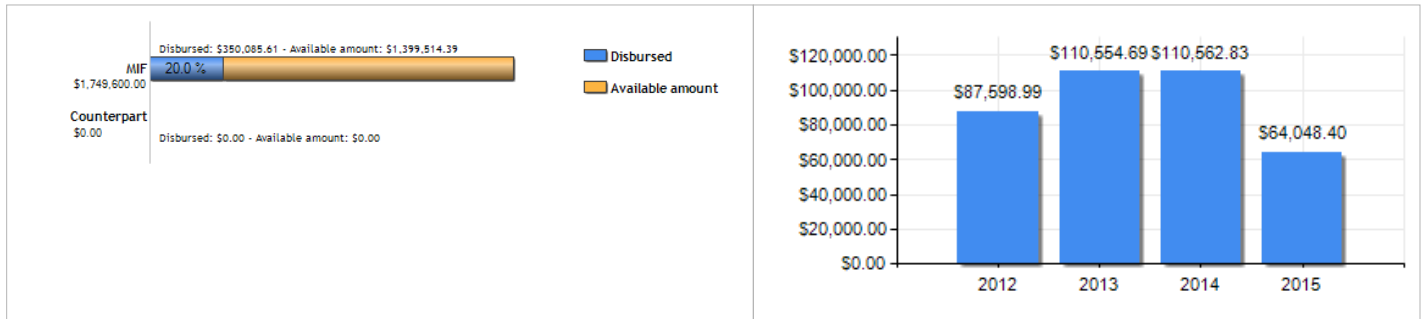 Disbursed: $350,085.61 - Available amount: $1,399,514.39
MIF
20.0 %
$1,749,600.00
Counterpart
$0.00
Disbursed: $0.00 - Available amount: $0.00
Disbursed
Available amount
$120,000.00
$100,000.00
$80,000.00
$60,000.00
$40,000.00
$20,000.00
$0.00
$87,598.99
$110,554.69
$110,562.83
$64,048.40
2012 2013 2014 2015